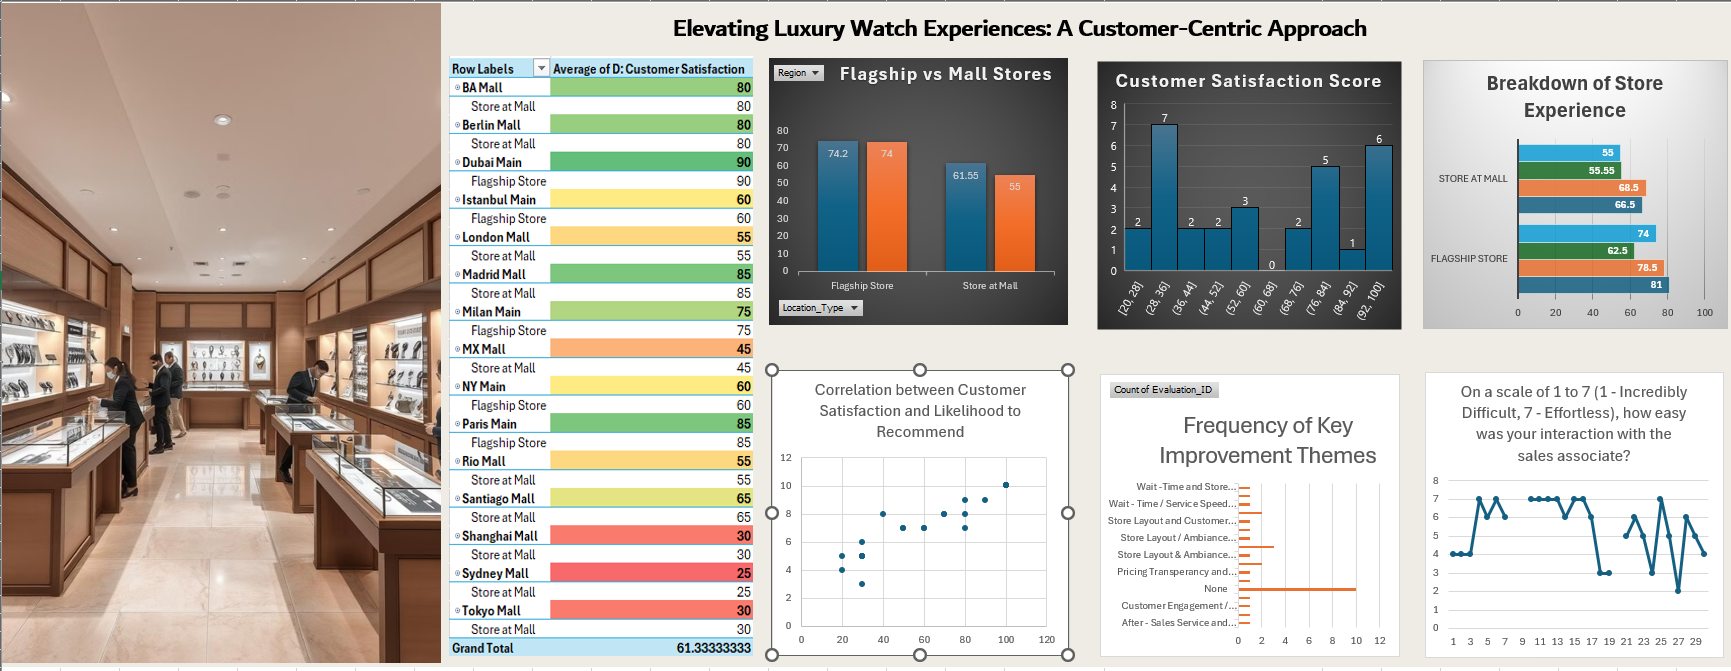 Elevating Luxury Watch Experiences: A Customer-Centric Approach
Row Labels Average of D: Customer Satisfaction
BA Mall 80
Store at Mall 80
Berlin Mall 80
Store at Mall 80
Dubai Main 90
Flagship Store 90
Istanbul Main 60
Flagship Store 60
London Mall 55
Store at Mall 55
Madrid Mall 85
Store at Mall 85
Milan Main 75
Flagship Store 75
MX Mall 45
Store at Mall 45
NY Main 60
Flagship Store 60
Paris Main 85
Flagship Store 85
Rio Mall 55
Store at Mall 55
Santiago Mall 65
Store at Mall 65
Shanghai Mall 30
Store at Mall 30
Sydney Mall 25
Store at Mall 25
Tokyo Mall 30
Store at Mall 30
Grand Total 61.33333333
Region
Flagship vs Mall Stores
80
70
60
50
40
30
20
10
0
74.2 74 61.55 55
Flagship Store Store at Mall
Location_Type
Customer Satisfaction Score
8
7
6
5
4
3
2
1
0
2 7 2 2 3 0 2 5 1 6
[20, 28] (28, 36] (36, 44] (44, 52] (52, 60] (60, 68] (68, 76] (76, 84] (84, 92] (92, 100]
Breakdown of Store
Experience
STORE AT MALL
55
55.55
68.5
66.5
FLAGSHIP STORE
74
62.5
78.5
81
0 20 40 60 80 100
Correlation between Customer
Satisfaction and Likelihood to
Recommend
12
10
8
6
4
2
0
0 20 40 60 80 100 120
Count of Evaluation_ID
Frequency of Key
Improvement Themes
Wait -Time and Store...
Wait - Time / Service Speed...
Store Layout and Customer...
Store Layout / Ambiance...
Store Layout & Ambiance...
Pricing Transperancy and...
None
Customer Engagement /...
After - Sales Service and...
0 2 4 6 8 10 12
On a scale of 1 to 7 (1 - Incredibly
Difficult, 7 - Effortless), how easy
was your interaction with the
sales associate?
8
7
6
5
4
3
2
1
0
1 3 5 7 9 11 13 15 17 19 21 23 25 27 29